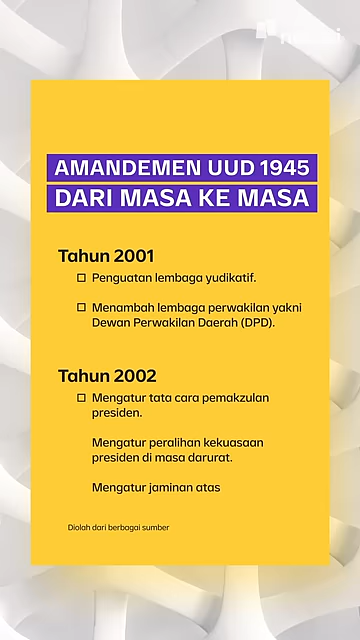 AMANDEMEN UUD 1945
DARI MASA KE MASA
Tahun 2001
Penguatan lembaga yudikatif.
Menambah lembaga perwakilan yakni
Dewan Perwakilan Daerah (DPD).
Tahun 2002
Mengatur tata cara pemakzulan
presiden.
Mengatur peralihan kekuasaan
presiden di masa darurat.
Mengatur jaminan atas
Diolah dari berbagai sumber